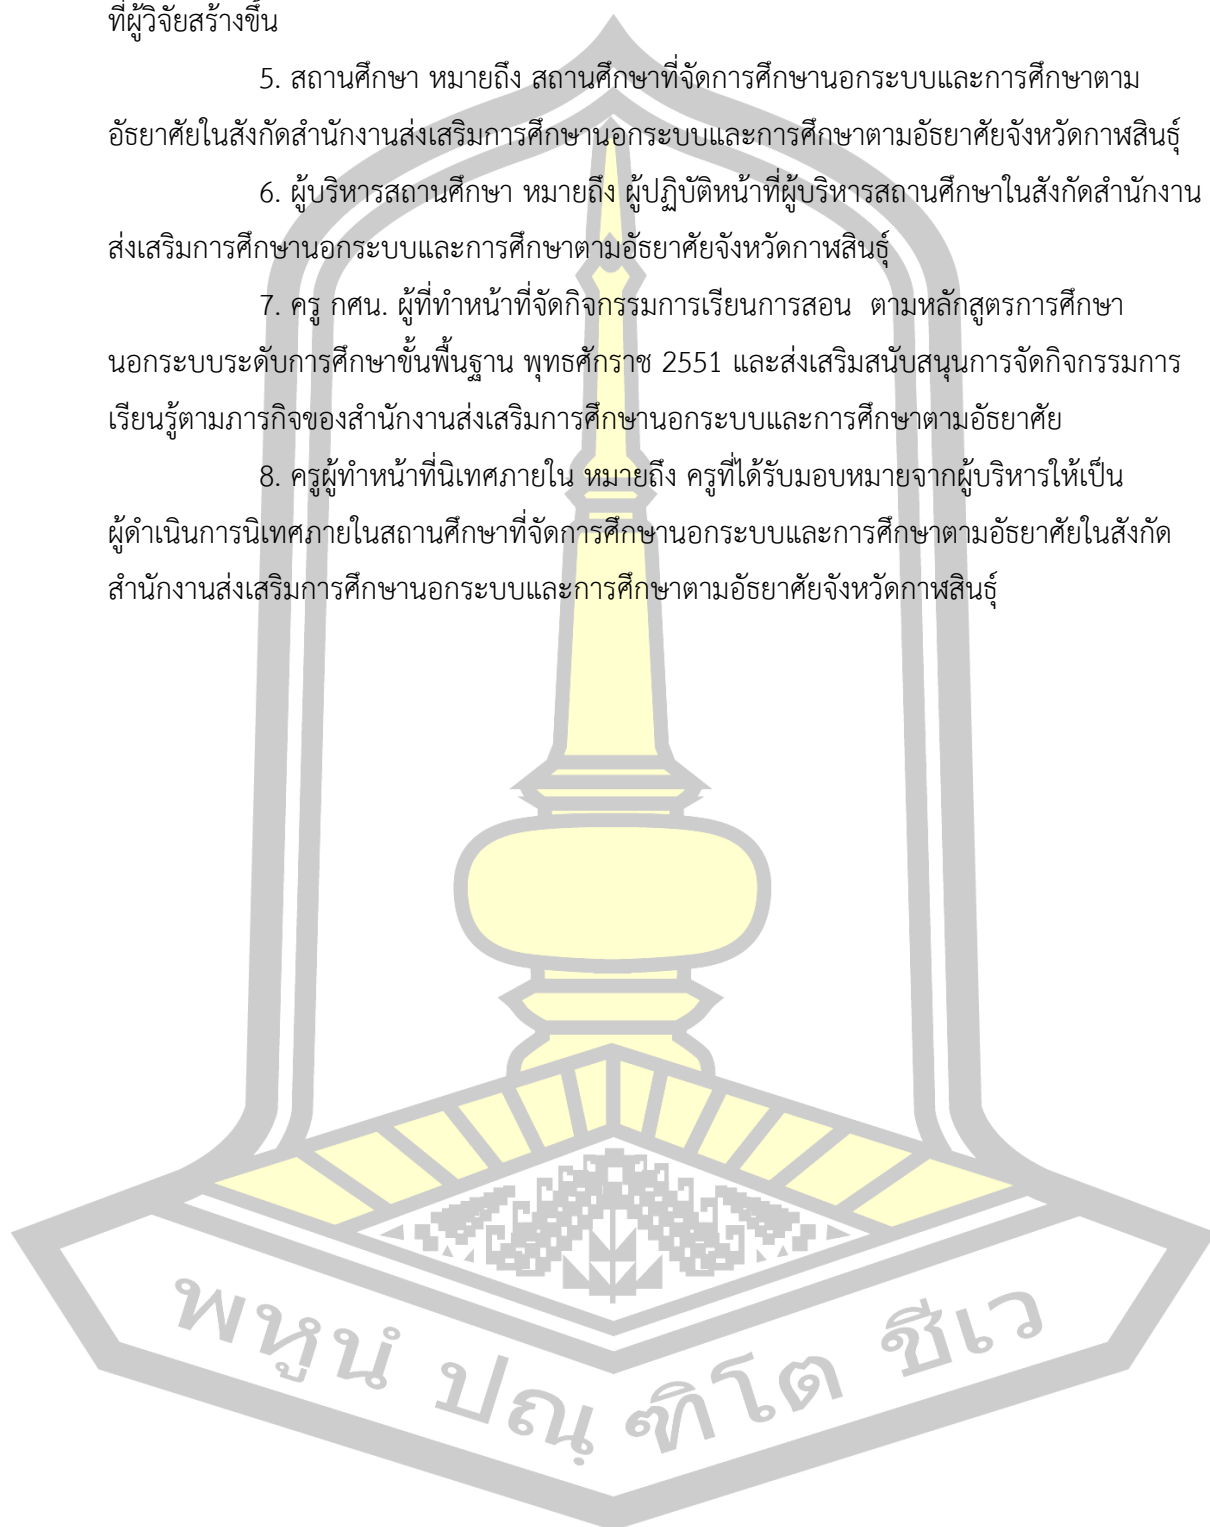 ที่ผู้วิจัยสร้างขึ้น
5. สถานศึกษา หมายถึง สถานศึกษาที่จัดการศึกษานอกระบบและการศึกษาตาม
อัธยาศัยในสังกัดสำนักงานส่งเสริมการศึกษานอกระบบและการศึกษาตามอัธยาศัยจังหวัดกาฬสินธุ์
6. ผู้บริหารสถานศึกษา หมายถึง ผู้ปฏิบัติหน้าที่ผู้บริหารสถานศึกษาในสังกัดสำนักงาน
ส่งเสริมการศึกษานอกระบบและการศึกษาตามอัธยาศัยจังหวัดกาฬสินธุ์
7. ครู กศน. ผู้ที่ทำหน้าที่จัดกิจกรรมการเรียนการสอน  ตามหลักสูตรการศึกษา
นอกระบบระดับการศึกษาขั้นพื้นฐาน พุทธศักราช 2551 และส่งเสริมสนับสนุนการจัดกิจกรรมการ
เรียนรู้ตามภารกิจของสำนักงานส่งเสริมการศึกษานอกระบบและการศึกษาตามอัธยาศัย
8. ครูผู้ทำหน้าที่นิเทศภายใน หมายถึง ครูที่ได้รับมอบหมายจากผู้บริหารให้เป็น
ผู้ดำเนินการนิเทศภายในสถานศึกษาที่จัดการศึกษานอกระบบและการศึกษาตามอัธยาศัยในสังกัด
สำนักงานส่งเสริมการศึกษานอกระบบและการศึกษาตามอัธยาศัยจังหวัดกาฬสินธุ์
พหูนํ ปณฺฑิโต ชีเว